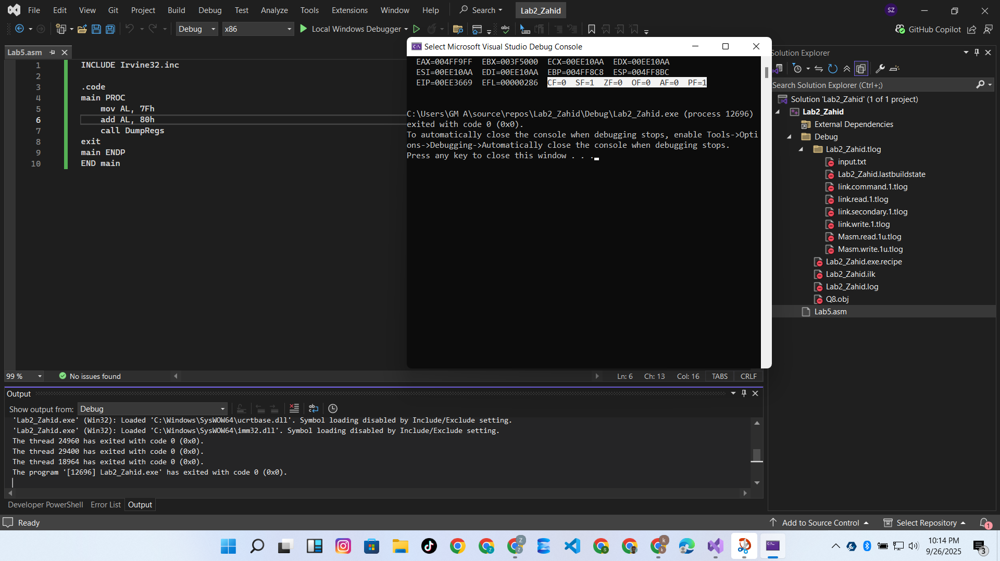 File Edit View Git Project Build Debug Test Analyze Tools Extensions Window Help Search Lab2_Zahid SZ
Debug x86 Local Windows Debugger abc GitHub Copilot
Lab5.asm
1 INCLUDE Irvine32.inc
2
3 .code
4 main PROC
5 mov AL, 7Fh
6 add AL, 80h
7 call DumpRegs
8 exit
9 main ENDP
10 END main
Select Microsoft Visual Studio Debug Console
EAX=004FF9FF EBX=003F5000 ECX=00EE10AA EDX=00EE10AA
ESI=00EE10AA EDI=00EE10AA EBP=004FF8C8 ESP=004FF8BC
EIP=00EE3669 EFL=00000286 CF=0 SF=1 ZF=0 OF=0 AF=0 PF=1
C:\Users\GM A\source\repos\Lab2_Zahid\Debug\Lab2_Zahid.exe (process 12696)
exited with code 0 (0x0).
To automatically close the console when debugging stops, enable Tools->Opti
ons->Debugging->Automatically close the console when debugging stops.
Press any key to close this window . . .
Solution Explorer
Search Solution Explorer (Ctrl+;)
Solution 'Lab2_Zahid' (1 of 1 project)
Lab2_Zahid
External Dependencies
Debug
Lab2_Zahid.tlog
input.txt
Lab2_Zahid.lastbuildstate
link.command.1.tlog
link.read.1.tlog
link.secondary.1.tlog
link.write.1.tlog
Masm.read.1u.tlog
Masm.write.1u.tlog
Lab2_Zahid.exe.recipe
Lab2_Zahid.ilk
Lab2_Zahid.log
Q8.obj
Lab5.asm
99 % No issues found Ln: 6 Ch: 13 Col: 16 TABS CRLF
Output
Show output from: Debug
'Lab2_Zahid.exe' (Win32): Loaded 'C:\Windows\SysWOW64\ucrtbase.dll'. Symbol loading disabled by Include/Exclude setting.
'Lab2_Zahid.exe' (Win32): Loaded 'C:\Windows\SysWOW64\imm32.dll'. Symbol loading disabled by Include/Exclude setting.
The thread 24960 has exited with code 0 (0x0).
The thread 29400 has exited with code 0 (0x0).
The thread 18964 has exited with code 0 (0x0).
The program '[12696] Lab2_Zahid.exe' has exited with code 0 (0x0).
Developer PowerShell Error List Output
Ready Add to Source Control Select Repository 1
10:14 PM
9/26/2025
3